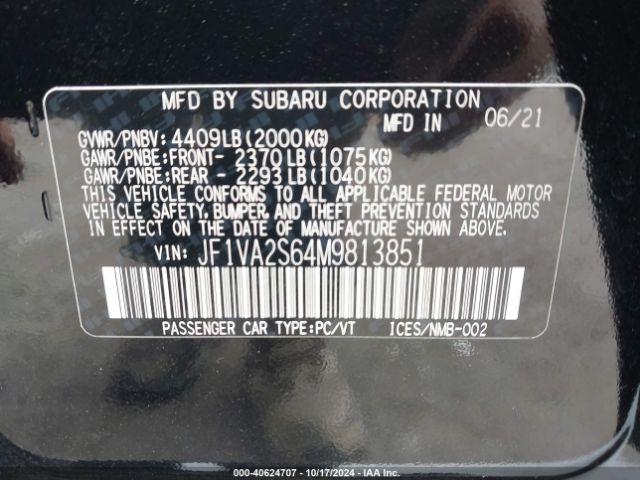 MFD BY SUBARU CORPORATION
MFD IN 06/21
GVWR/PNBV: 4409LB(2000KG)
GAWR/PNBE:FRONT- 2370LB(1075KG)
GAWR/PNBE:REAR - 2293LB(1040KG)
THIS VEHICLE CONFORMS TO ALL APPLICABLE FEDERAL MOTOR
VEHICLE SAFETY, BUMPER, AND THEFT PREVENTION STANDARDS
IN EFFECT ON THE DATE OF MANUFACTURE SHOWN ABOVE.
VIN: JF1VA2S64M9813851
PASSENGER CAR TYPE:PC/VT ICES/NMB-002
000-40624707 - 10/17/2024 - IAAI.com